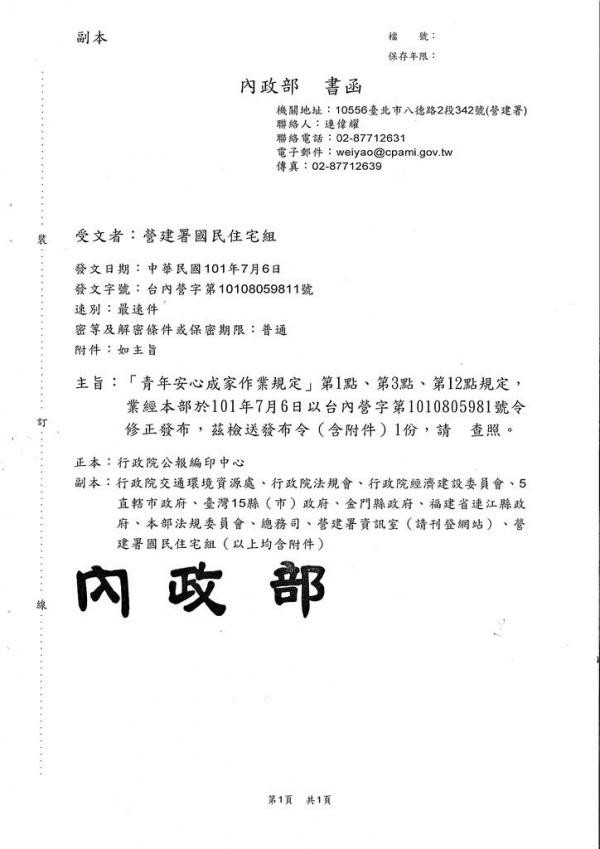 副本
檔　　號：
保存年限：
內政部　書函
機關地址：10556臺北市八德路2段342號(營建署)
聯絡人：連偉耀
聯絡電話：02-87712631
電子郵件：weiyao@cpami.gov.tw
傳真：02-87712639
受文者：營建署國民住宅組
發文日期：中華民國101年7月6日
發文字號：台內營字第10108059811號
速別：最速件
密等及解密條件或保密期限：普通
附件：如主旨
主旨：「青年安心成家作業規定」第1點、第3點、第12點規定，
業經本部於101年7月6日以台內營字第1010805981號令
修正發布，茲檢送發布令（含附件）1份，請　查照。
正本：行政院公報編印中心
副本：行政院交通環境資源處、行政院法規會、行政院經濟建設委員會、5
直轄市政府、臺灣15縣（市）政府、金門縣政府、福建省連江縣政
府、本部法規委員會、總務司、營建署資訊室（請刊登網站）、營
建署國民住宅組（以上均含附件）
內政部
裝
訂
線
第1頁　共1頁